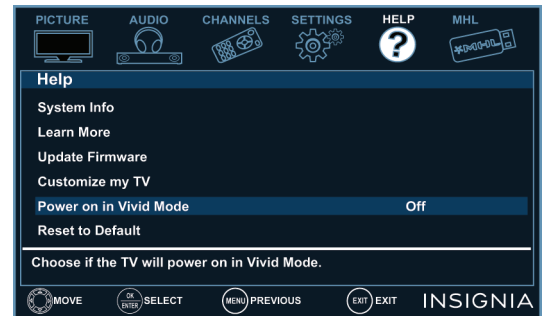 PICTURE AUDIO CHANNELS SETTINGS HELP MHL
?
Help
System Info
Learn More
Update Firmware
Customize my TV
Power on in Vivid Mode Off
Reset to Default
Choose if the TV will power on in Vivid Mode.
MOVE OK ENTER SELECT MENU PREVIOUS EXIT EXIT INSIGNIA